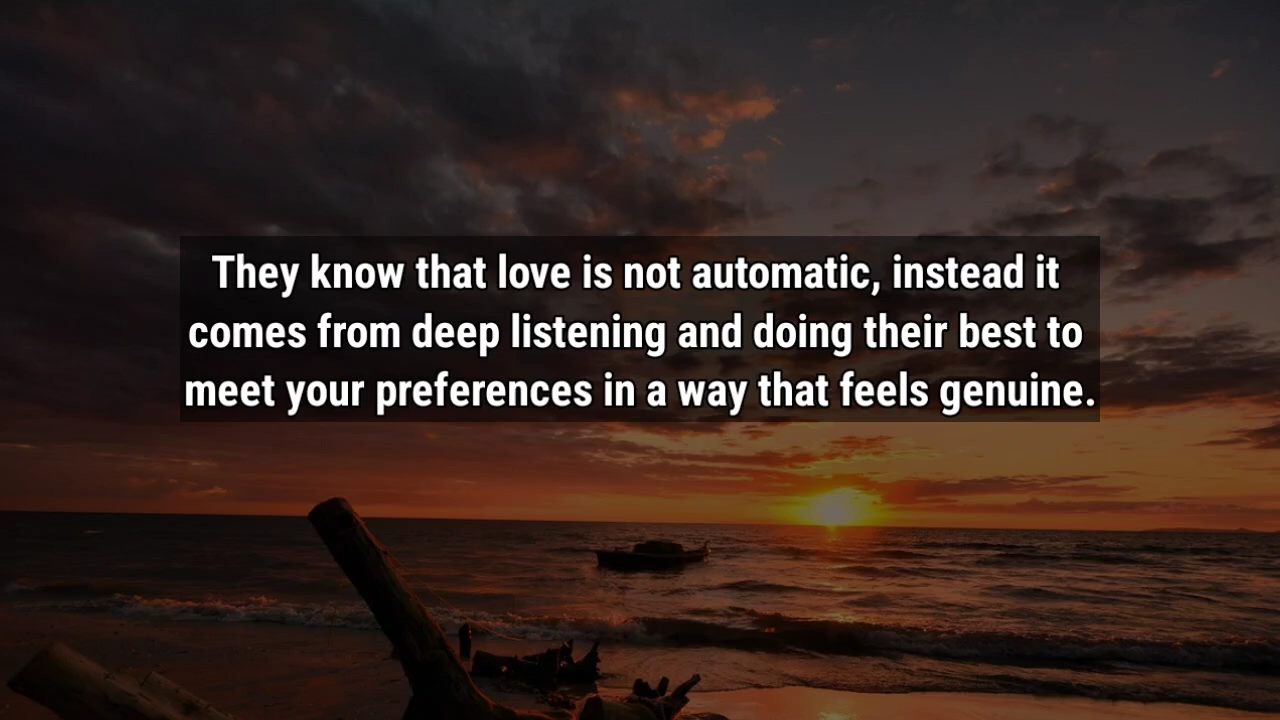 They know that love is not automatic, instead it
comes from deep listening and doing their best to
meet your preferences in a way that feels genuine.